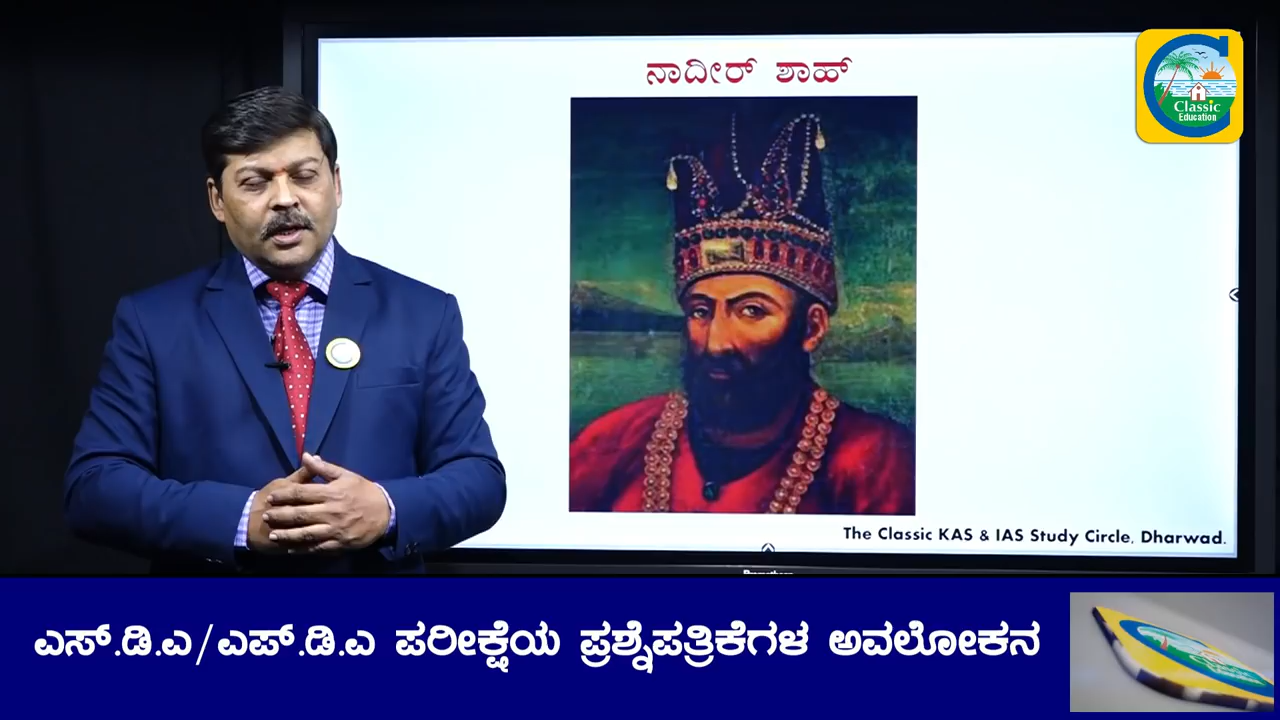 ನಾದೀರ್ ಶಾಹ್
Classic
Education
The Classic KAS & IAS Study Circle, Dharwad.
ಎಸ್.ಡಿ.ಎ/ಎಫ್.ಡಿ.ಎ ಪರೀಕ್ಷೆಯ ಪ್ರಶ್ನೆಪತ್ರಿಕೆಗಳ ಅವಲೋಕನ